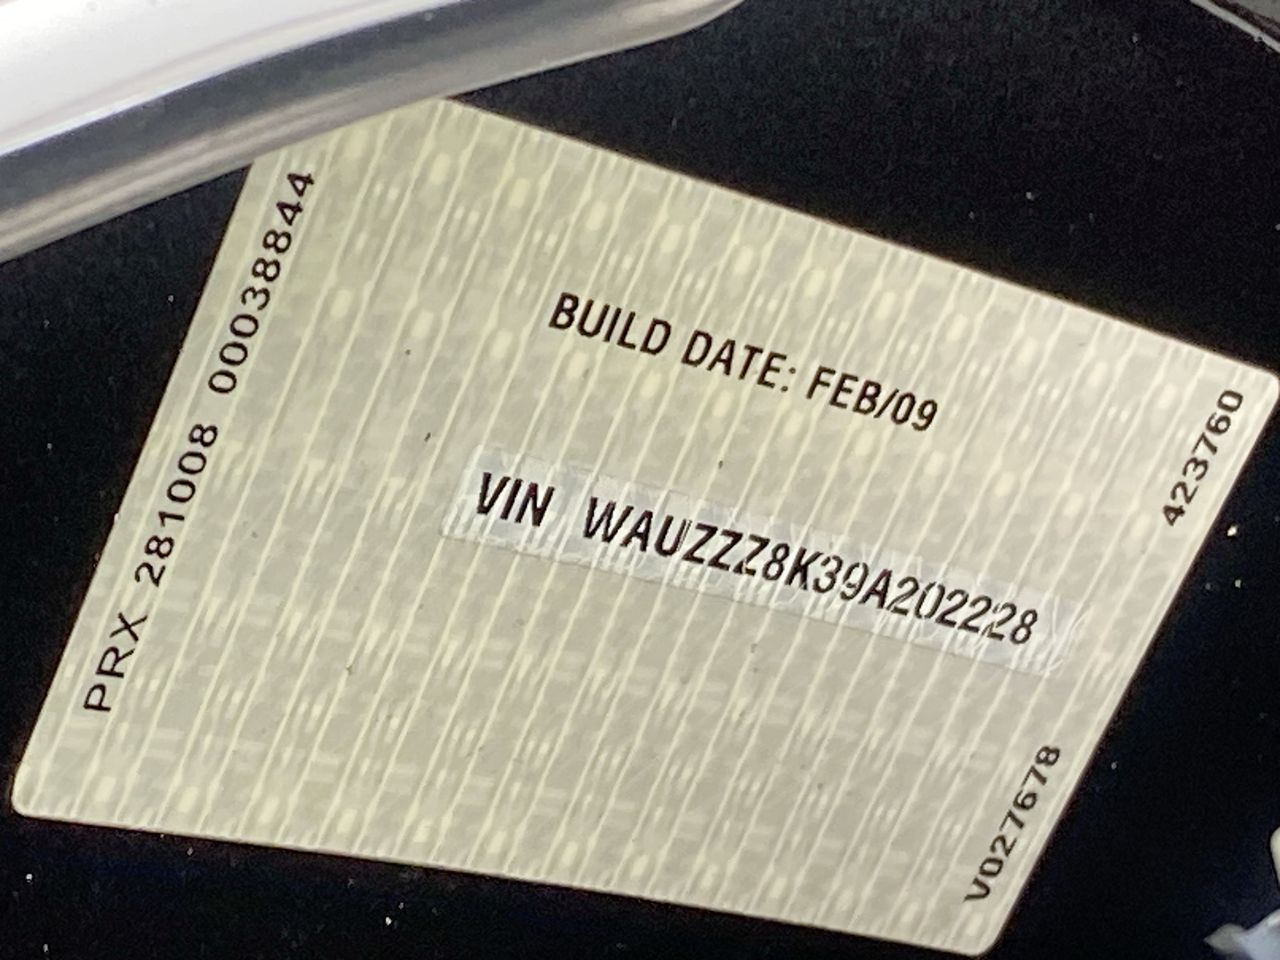 PRX 281008 00038844
BUILD DATE: FEB/09
VIN WAUZZZ8K39A202228
423760
V027678